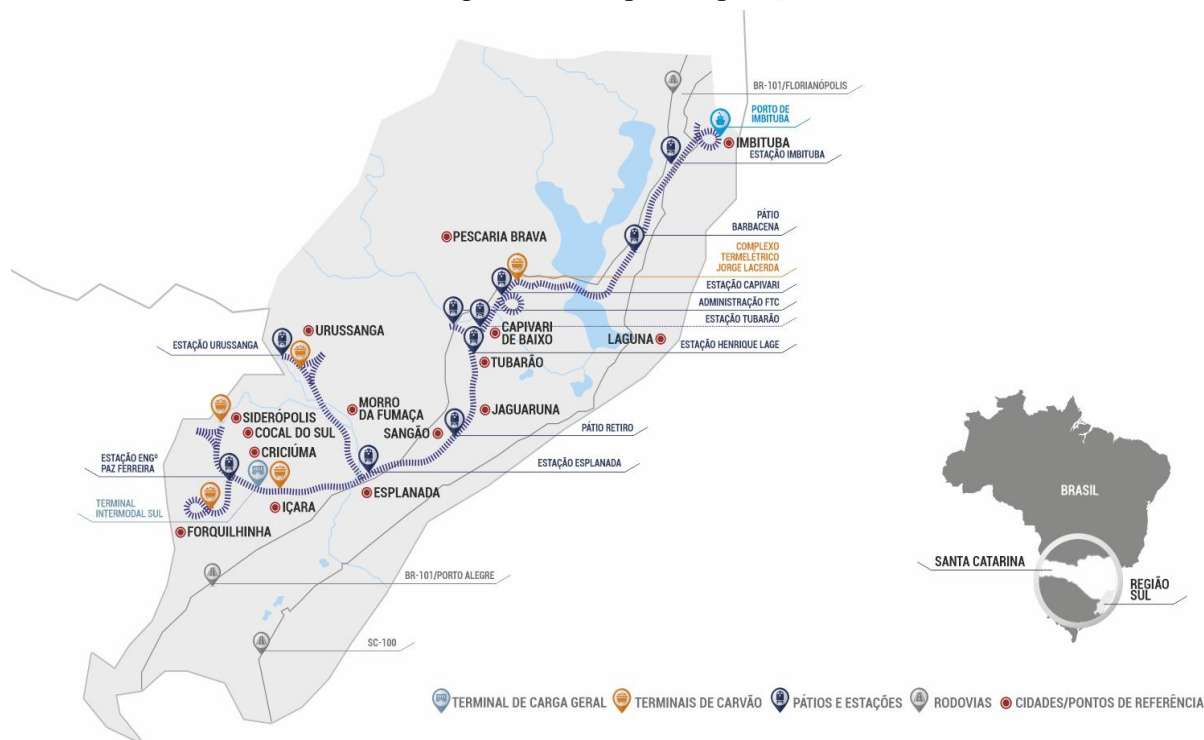 BR-101/FLORIANÓPOLIS
PORTO DE
IMBITUBA
IMBITUBA
ESTAÇÃO IMBITUBA
PÁTIO
BARBACENA
PESCARIA BRAVA
COMPLEXO
TERMELÉTRICO
JORGE LACERDA
ESTAÇÃO CAPIVARI
ADMINISTRAÇÃO FTC
ESTAÇÃO TUBARÃO
URUSSANGA
CAPIVARI
DE BAIXO
LAGUNA
ESTAÇÃO URUSSANGA
ESTAÇÃO HENRIQUE LAGE
TUBARÃO
MORRO
DA FUMAÇA
JAGUARUNA
SIDERÓPOLIS
COCAL DO SUL
SANGÃO
PÁTIO RETIRO
CRICIÚMA
ESTAÇÃO ENGº
PAZ FERREIRA
ESTAÇÃO ESPLANADA
ESPLANADA
TERMINAL
INTERMODAL SUL
IÇARA
FORQUILHINHA
BRASIL
SANTA CATARINA
REGIÃO
SUL
BR-101/PORTO ALEGRE
SC-100
TERMINAL DE CARGA GERAL
TERMINAIS DE CARVÃO
PÁTIOS E ESTAÇÕES
RODOVIAS
CIDADES/PONTOS DE REFERÊNCIA